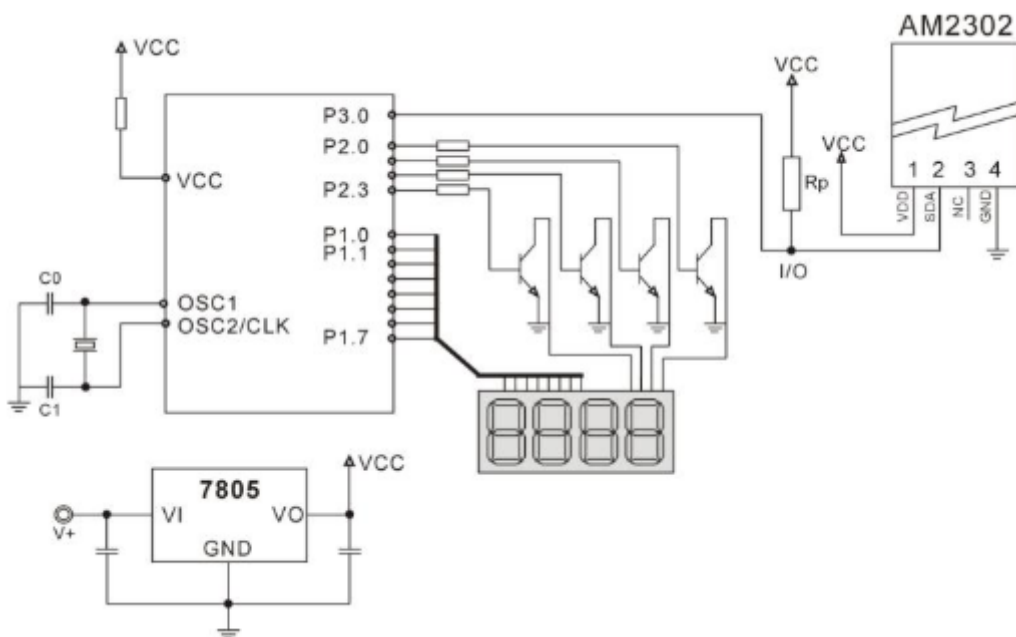 AM2302
VCC
VCC
P3.0
P2.0
VCC
P2.3
VCC
Rp
1 2 3 4
VDD
SDA
NC
GND
P1.0
P1.1
I/O
C0
OSC1
OSC2/CLK
P1.7
C1
VCC
7805
V+
VI
VO
GND